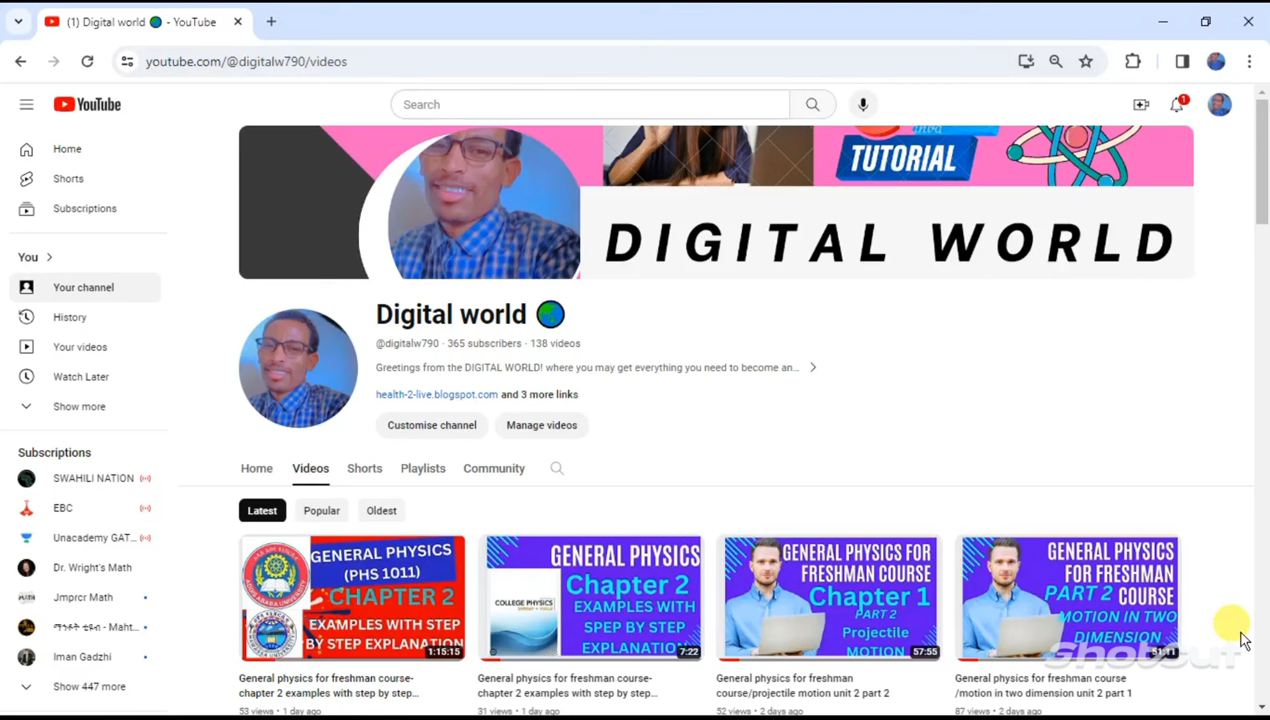 (1) Digital world - YouTube
youtube.com/@digitalw790/videos
YouTube
Search
1
Home
Shorts
Subscriptions
You
Your channel
History
Your videos
Watch Later
Show more
Subscriptions
SWAHILI NATION
EBC
Unacademy GAT...
Dr. Wright's Math
Jmprcr Math
Iman Gadzhi
Show 447 more
TUTORIAL
DIGITAL WORLD
Digital world
@digitalw790 · 365 subscribers · 138 videos
Greetings from the DIGITAL WORLD! where you may get everything you need to become an...
health-2-live.blogspot.com and 3 more links
Customise channel
Manage videos
Home
Videos
Shorts
Playlists
Community
Latest
Popular
Oldest
GENERAL PHYSICS
(PHS 1011)
CHAPTER 2
EXAMPLES WITH STEP
BY STEP EXPLANATION
1:15:15
General physics for freshman course-
chapter 2 examples with step by step...
53 views · 1 day ago
GENERAL PHYSICS
Chapter 2
EXAMPLES WITH
SPEP BY STEP
EXPLANATIO
COLLEGE PHYSICS
7:22
General physics for freshman course-
chapter 2 examples with step by step...
31 views · 1 day ago
GENERAL PHYSICS FOR
FRESHMAN COURSE
Chapter 1
PART 2
Projectile
MOTION
57:55
General physics for freshman
course/projectile motion unit 2 part 2
52 views · 2 days ago
GENERAL PHYSICS
FOR FRESHMAN
PART 2 COURSE
MOTION IN TWO
DIMENSION
51:11
General physics for freshman course
/motion in two dimension unit 2 part 1
87 views · 2 days ago
shotcut